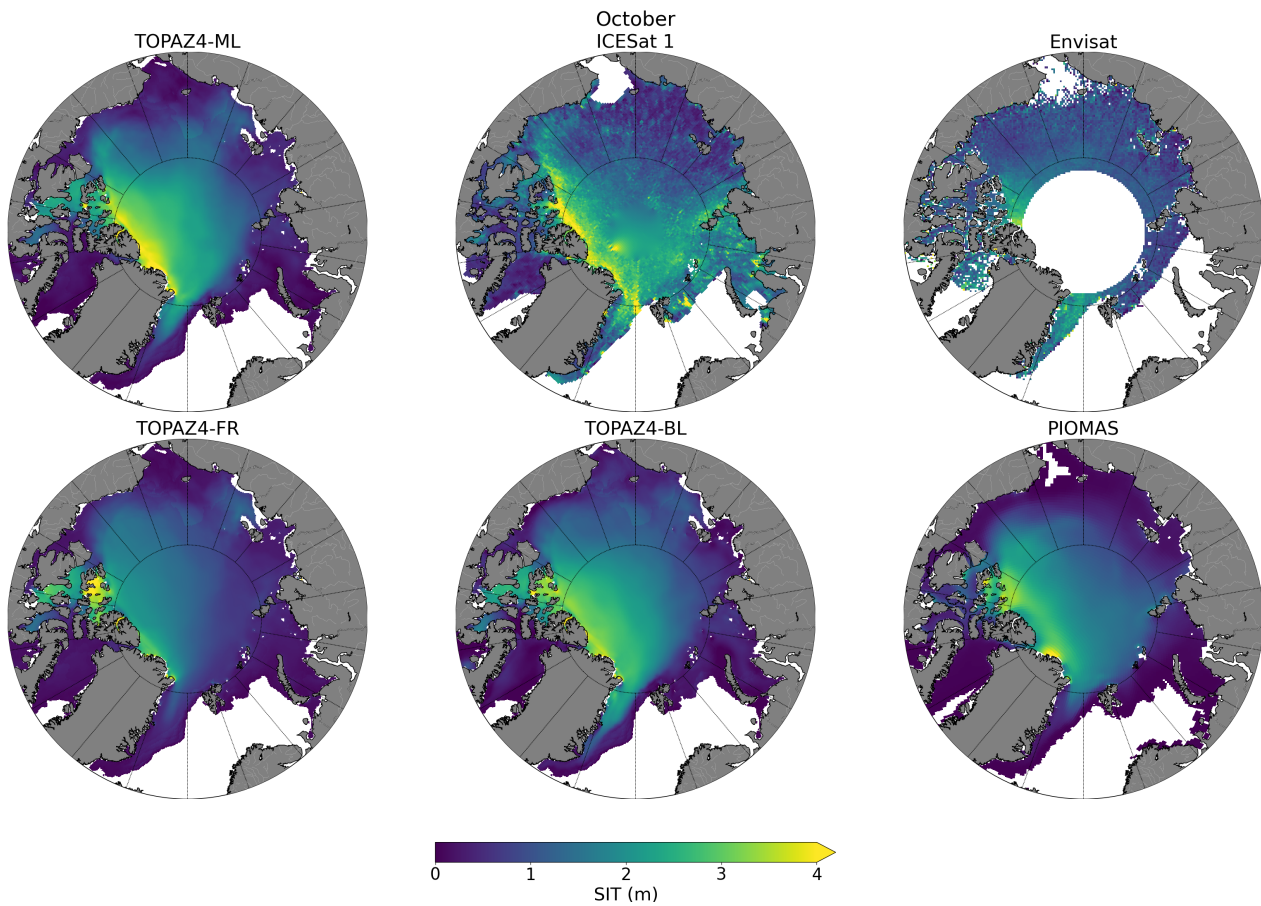 October
TOPAZ4-ML
ICESat 1
Envisat
TOPAZ4-FR
TOPAZ4-BL
PIOMAS
0 1 2 3 4
SIT (m)